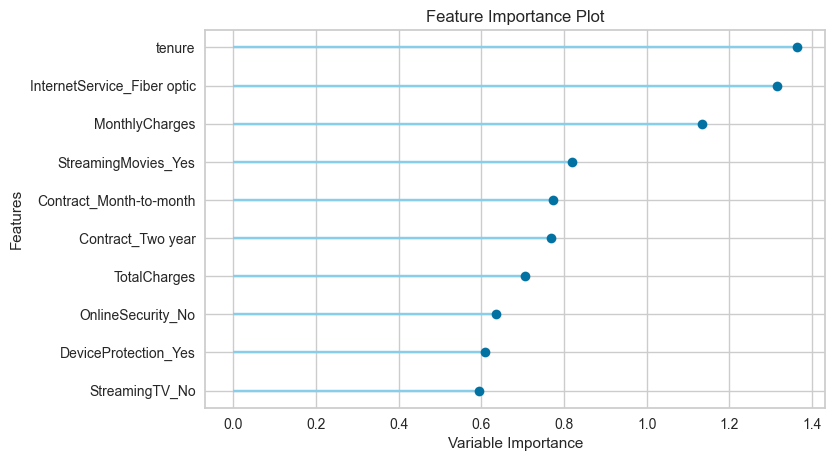 Feature Importance Plot
Features
tenure
InternetService_Fiber optic
MonthlyCharges
StreamingMovies_Yes
Contract_Month-to-month
Contract_Two year
TotalCharges
OnlineSecurity_No
DeviceProtection_Yes
StreamingTV_No
0.0 0.2 0.4 0.6 0.8 1.0 1.2 1.4
Variable Importance